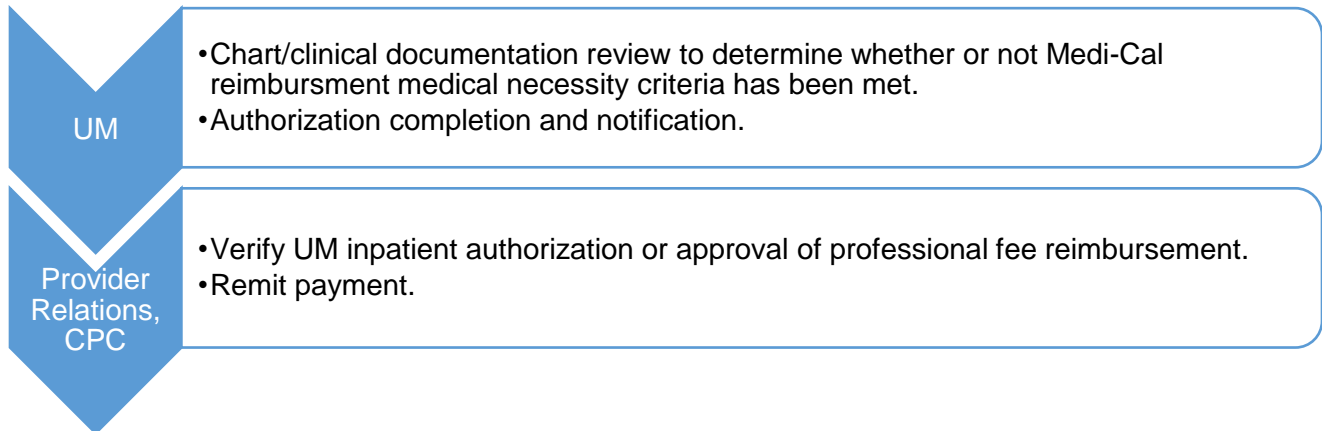 UM
•Chart/clinical documentation review to determine whether or not Medi-Cal
reimbursment medical necessity criteria has been met.
•Authorization completion and notification.
Provider
Relations,
CPC
•Verify UM inpatient authorization or approval of professional fee reimbursement.
•Remit payment.